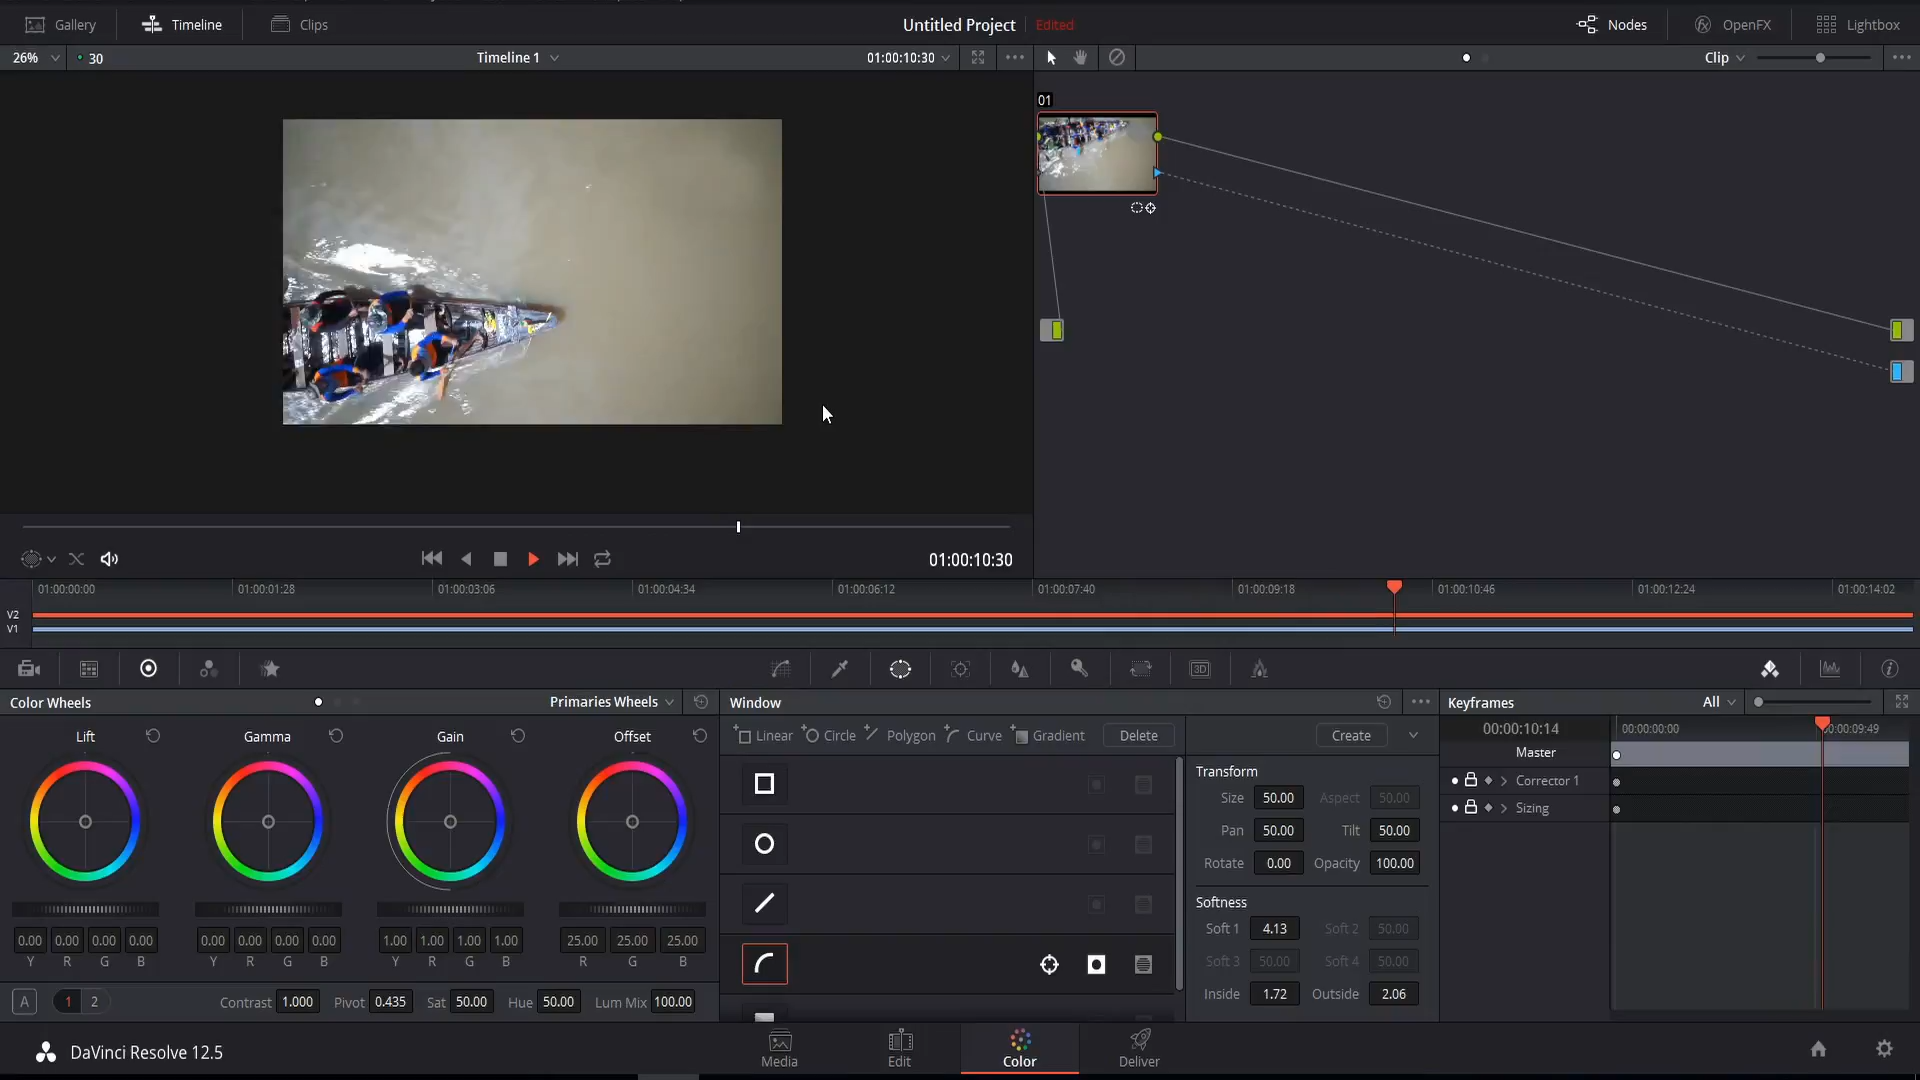 Gallery Timeline Clips Untitled Project Edited Nodes OpenFX Lightbox
26% 30 Timeline 1 01:00:10:30 Clip
01
01:00:10:30
01:00:00:00 01:00:01:28 01:00:03:06 01:00:04:34 01:00:06:12 01:00:07:40 01:00:09:18 01:00:10:46 01:00:12:24 01:00:14:02
V2
V1
3D
Color Wheels Primaries Wheels Window Keyframes All
Lift Gamma Gain Offset
Linear Circle Polygon Curve Gradient Delete Create
00:00:10:14 00:00:00:00 00:00:09:49
Master
Transform
Corrector 1
Size 50.00 Aspect 50.00
Sizing
Pan 50.00 Tilt 50.00
Rotate 0.00 Opacity 100.00
Softness
Soft 1 4.13 Soft 2 50.00
0.00 0.00 0.00 0.00 0.00 0.00 0.00 0.00 1.00 1.00 1.00 1.00 25.00 25.00 25.00
Y R G B Y R G B Y R G B R G B
Soft 3 50.00 Soft 4 50.00
Inside 1.72 Outside 2.06
A 1 2 Contrast 1.000 Pivot 0.435 Sat 50.00 Hue 50.00 Lum Mix 100.00
DaVinci Resolve 12.5 Media Edit Color Deliver